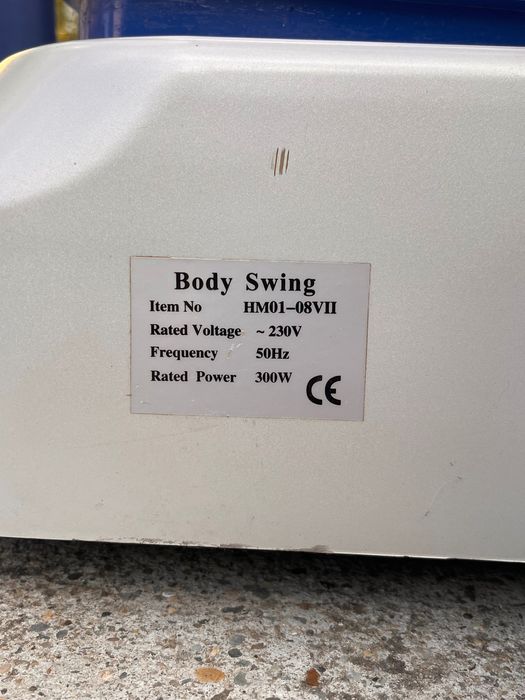 Body Swing
Item No HM01-08VII
Rated Voltage ~ 230V
Frequency 50Hz
Rated Power 300W
CE